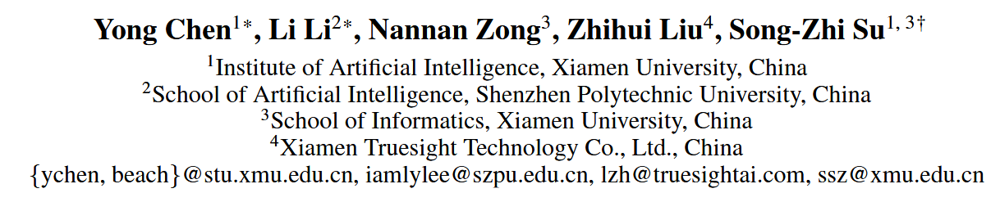 Yong Chen¹*, Li Li²*, Nannan Zong³, Zhihui Liu⁴, Song-Zhi Su¹, ³†
¹Institute of Artificial Intelligence, Xiamen University, China
²School of Artificial Intelligence, Shenzhen Polytechnic University, China
³School of Informatics, Xiamen University, China
⁴Xiamen Truesight Technology Co., Ltd., China
{ychen, beach}@stu.xmu.edu.cn, iamlylee@szpu.edu.cn, lzh@truesightai.com, ssz@xmu.edu.cn